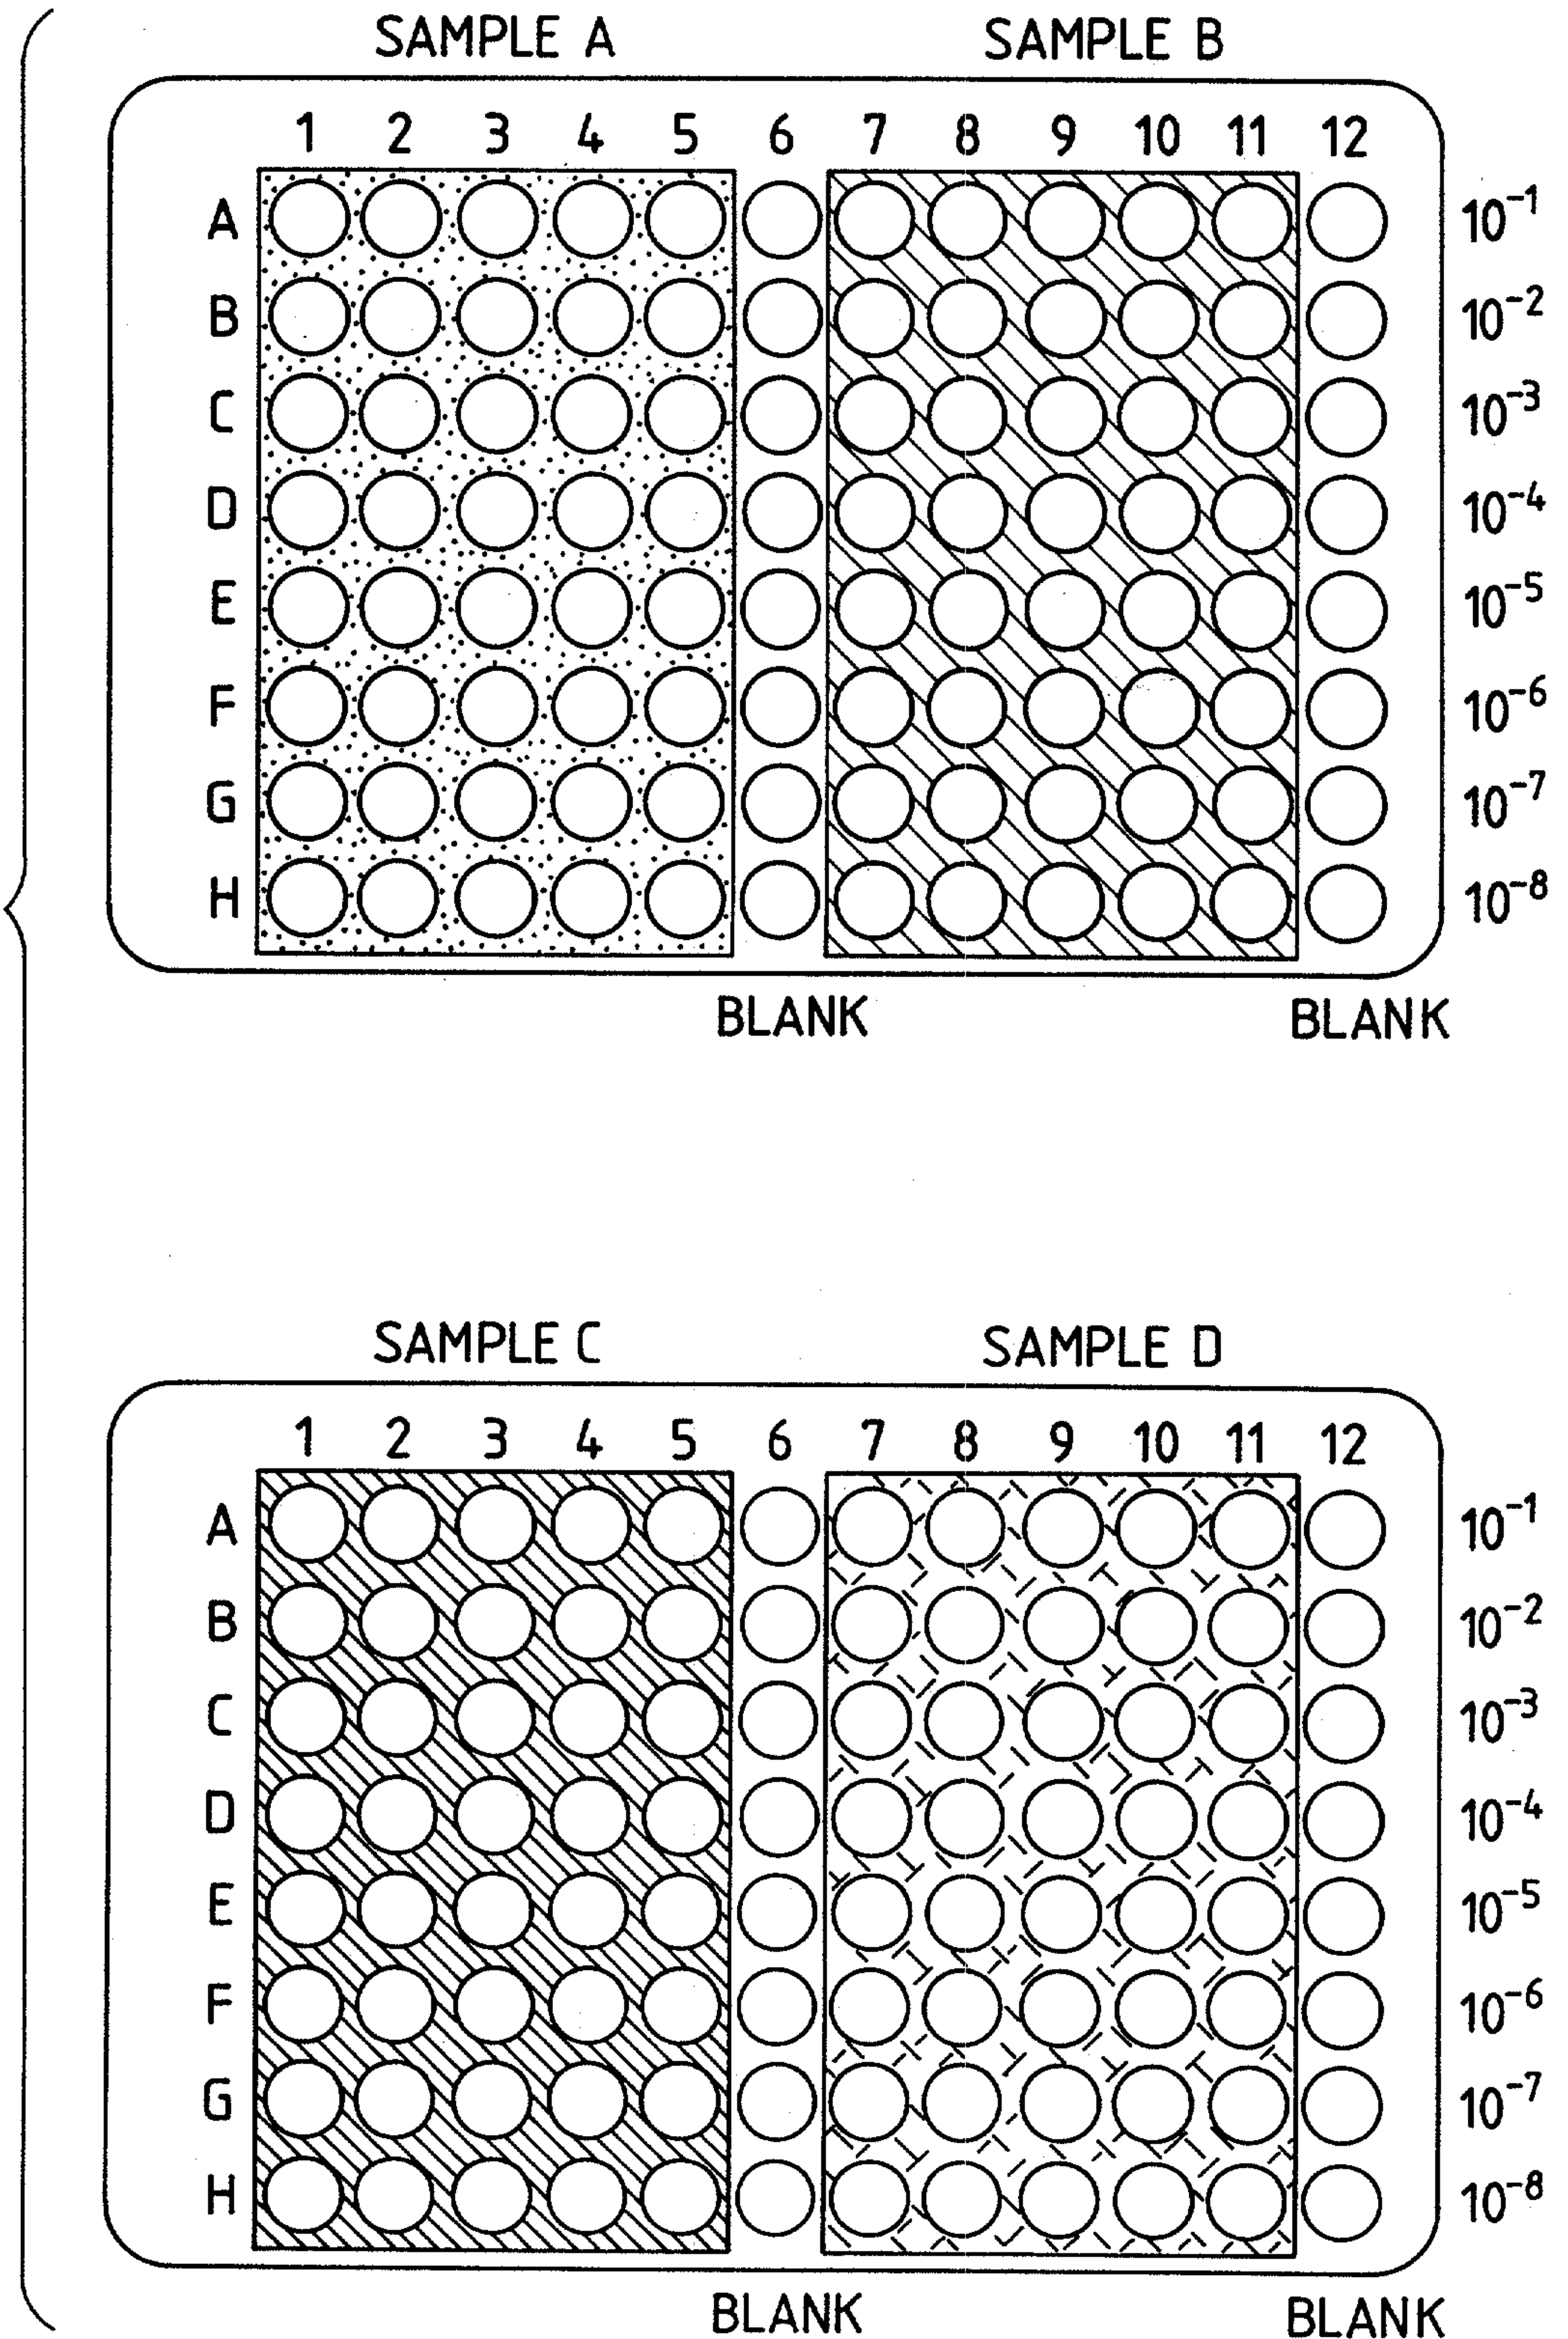 SAMPLE A SAMPLE B
1 2 3 4 5 6 7 8 9 10 11 12
A 10⁻¹
B 10⁻²
C 10⁻³
D 10⁻⁴
E 10⁻⁵
F 10⁻⁶
G 10⁻⁷
H 10⁻⁸
BLANK BLANK
SAMPLE C SAMPLE D
1 2 3 4 5 6 7 8 9 10 11 12
A 10⁻¹
B 10⁻²
C 10⁻³
D 10⁻⁴
E 10⁻⁵
F 10⁻⁶
G 10⁻⁷
H 10⁻⁸
BLANK BLANK